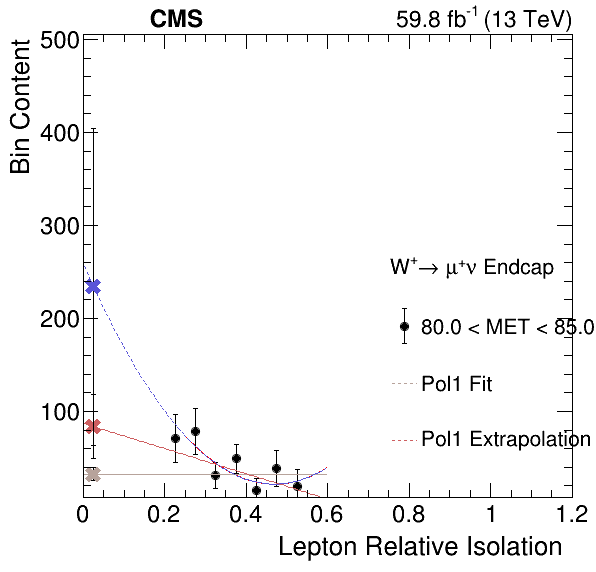 CMS 59.8 fb⁻¹ (13 TeV)
Bin Content
500
400
300
200
100
W⁺→ μ⁺ν Endcap
80.0 < MET < 85.0
Pol1 Fit
Pol1 Extrapolation
0 0.2 0.4 0.6 0.8 1 1.2
Lepton Relative Isolation